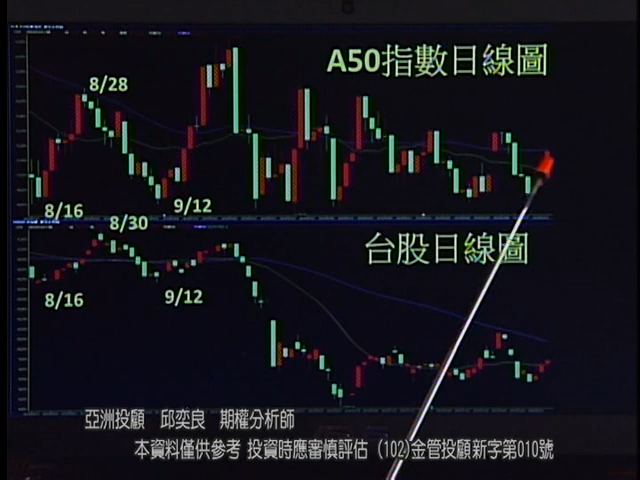 A50指數日線圖
8/28
8/16
9/12
8/30
台股日線圖
8/16
9/12
亞洲投顧 邱奕良 期權分析師
本資料僅供參考 投資時應審慎評估 (102)金管投顧新字第010號